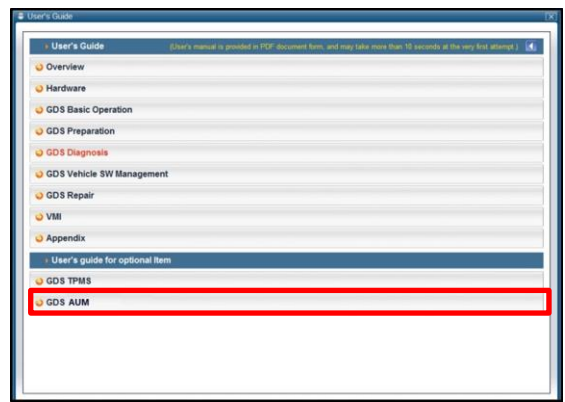 User's Guide
User's Guide (User's manual is provided in PDF document form, and may take more than 10 seconds at the very first attempt.)
Overview
Hardware
GDS Basic Operation
GDS Preparation
GDS Diagnosis
GDS Vehicle SW Management
GDS Repair
VMI
Appendix
User's guide for optional Item
GDS TPMS
GDS AUM